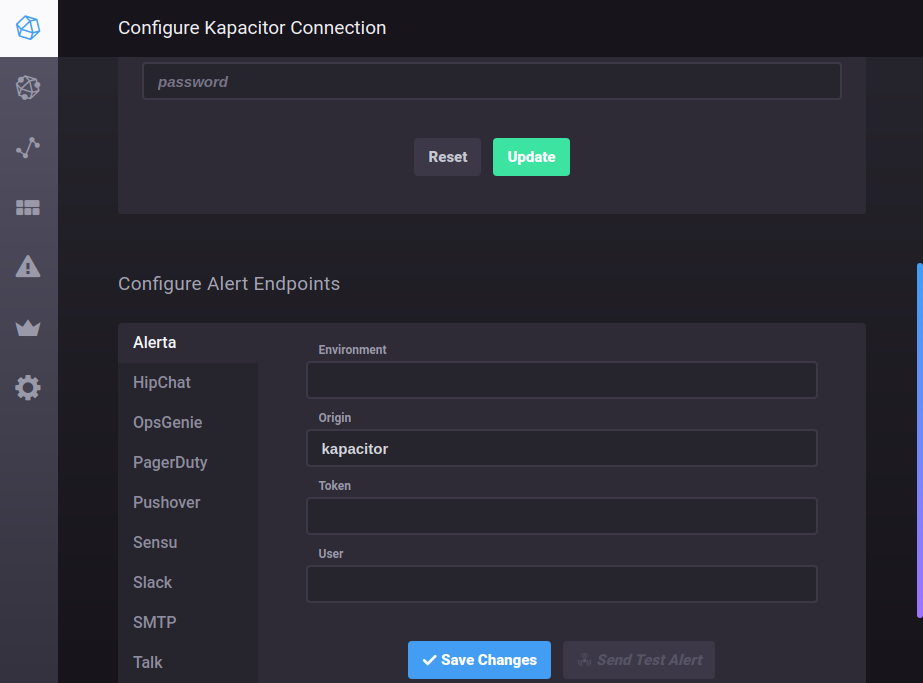 Configure Kapacitor Connection
password
Reset
Update
Configure Alert Endpoints
Alerta
HipChat
OpsGenie
PagerDuty
Pushover
Sensu
Slack
SMTP
Talk
Environment
Origin
kapacitor
Token
User
Save Changes
Send Test Alert